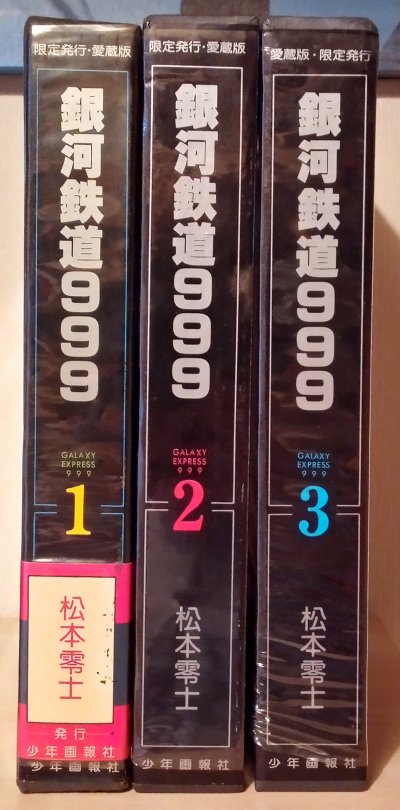 限定発行・愛蔵版
銀河鉄道999
GALAXY
EXPRESS
999
1
松本零士
発行
少年画報社
少年画報社
限定発行・愛蔵版
銀河鉄道999
GALAXY
EXPRESS
999
2
松本零士
少年画報社
愛蔵版・限定発行
銀河鉄道999
GALAXY
EXPRESS
999
3
松本零士
少年画報社